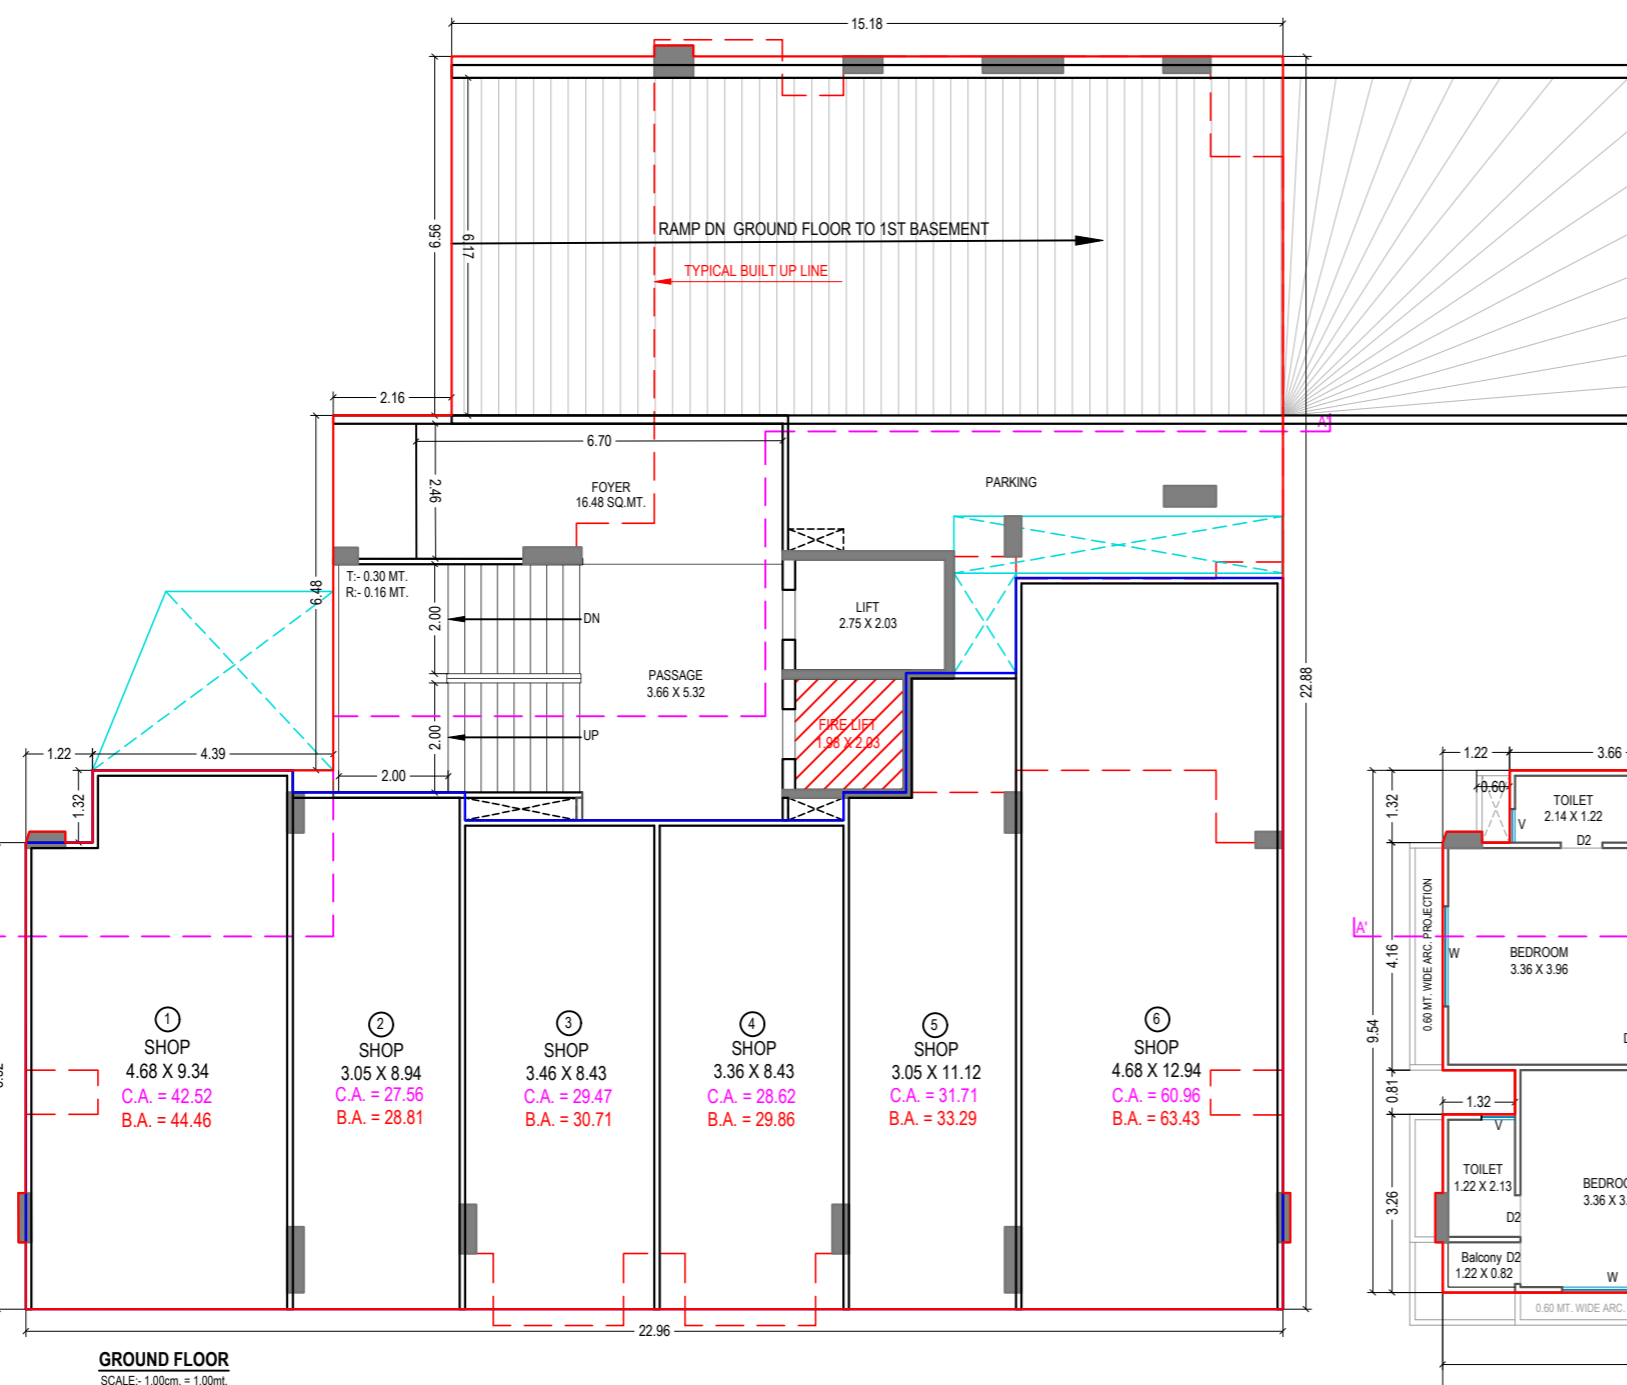 15.18
6.56
6.17
RAMP DN GROUND FLOOR TO 1ST BASEMENT
TYPICAL BUILT UP LINE
2.16
6.70
A'
2.46
FOYER
16.48 SQ.MT.
PARKING
6.48
T:- 0.30 MT.
R:- 0.16 MT.
2.00
DN
LIFT
2.75 X 2.03
PASSAGE
3.66 X 5.32
22.88
2.00
UP
FIRE LIFT
1.98 X 2.03
2.00
1.22
4.39
1.32
1
SHOP
4.68 X 9.34
C.A. = 42.52
B.A. = 44.46
2
SHOP
3.05 X 8.94
C.A. = 27.56
B.A. = 28.81
3
SHOP
3.46 X 8.43
C.A. = 29.47
B.A. = 30.71
4
SHOP
3.36 X 8.43
C.A. = 28.62
B.A. = 29.86
5
SHOP
3.05 X 11.12
C.A. = 31.71
B.A. = 33.29
6
SHOP
4.68 X 12.94
C.A. = 60.96
B.A. = 63.43
22.96
GROUND FLOOR
SCALE:- 1.00cm. = 1.00mt.
1.22
3.66
0.60
1.32
TOILET
2.14 X 1.22
V
D2
0.60 MT. WIDE ARC. PROJECTION
A'
4.16
W
BEDROOM
3.36 X 3.96
9.54
0.81
1.32
V
TOILET
1.22 X 2.13
3.26
D2
Balcony D2
1.22 X 0.82
W
0.60 MT. WIDE ARC.